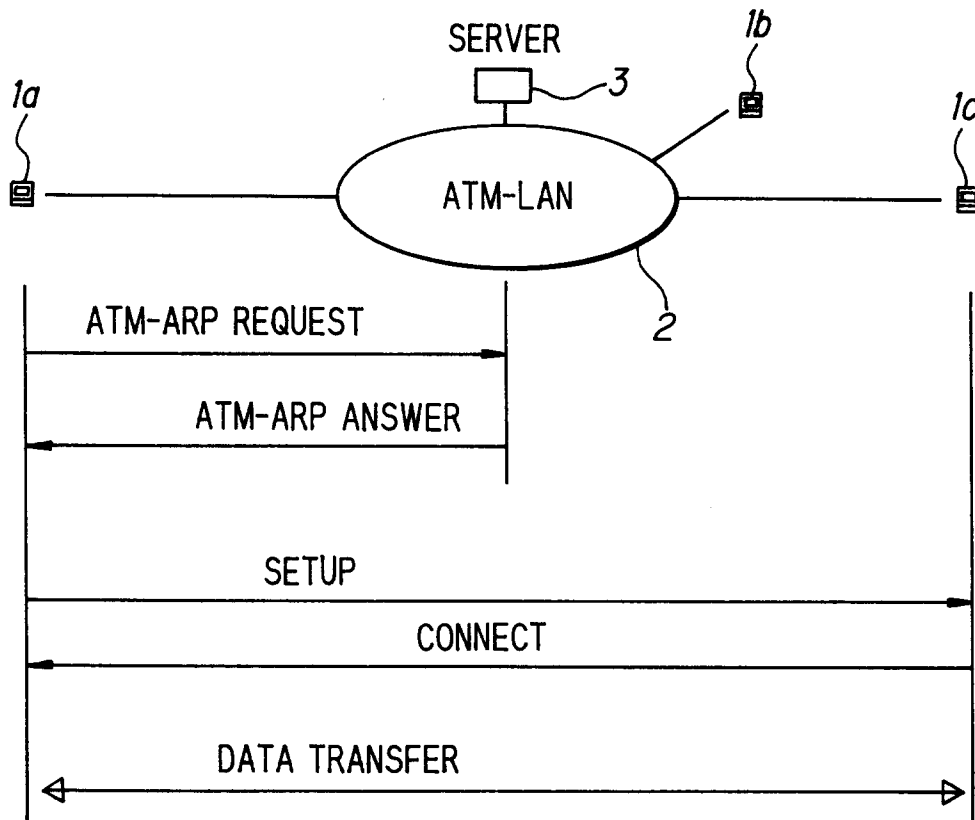 SERVER
1b
3
1a
1c
ATM-LAN
2
ATM-ARP REQUEST
ATM-ARP ANSWER
SETUP
CONNECT
DATA TRANSFER